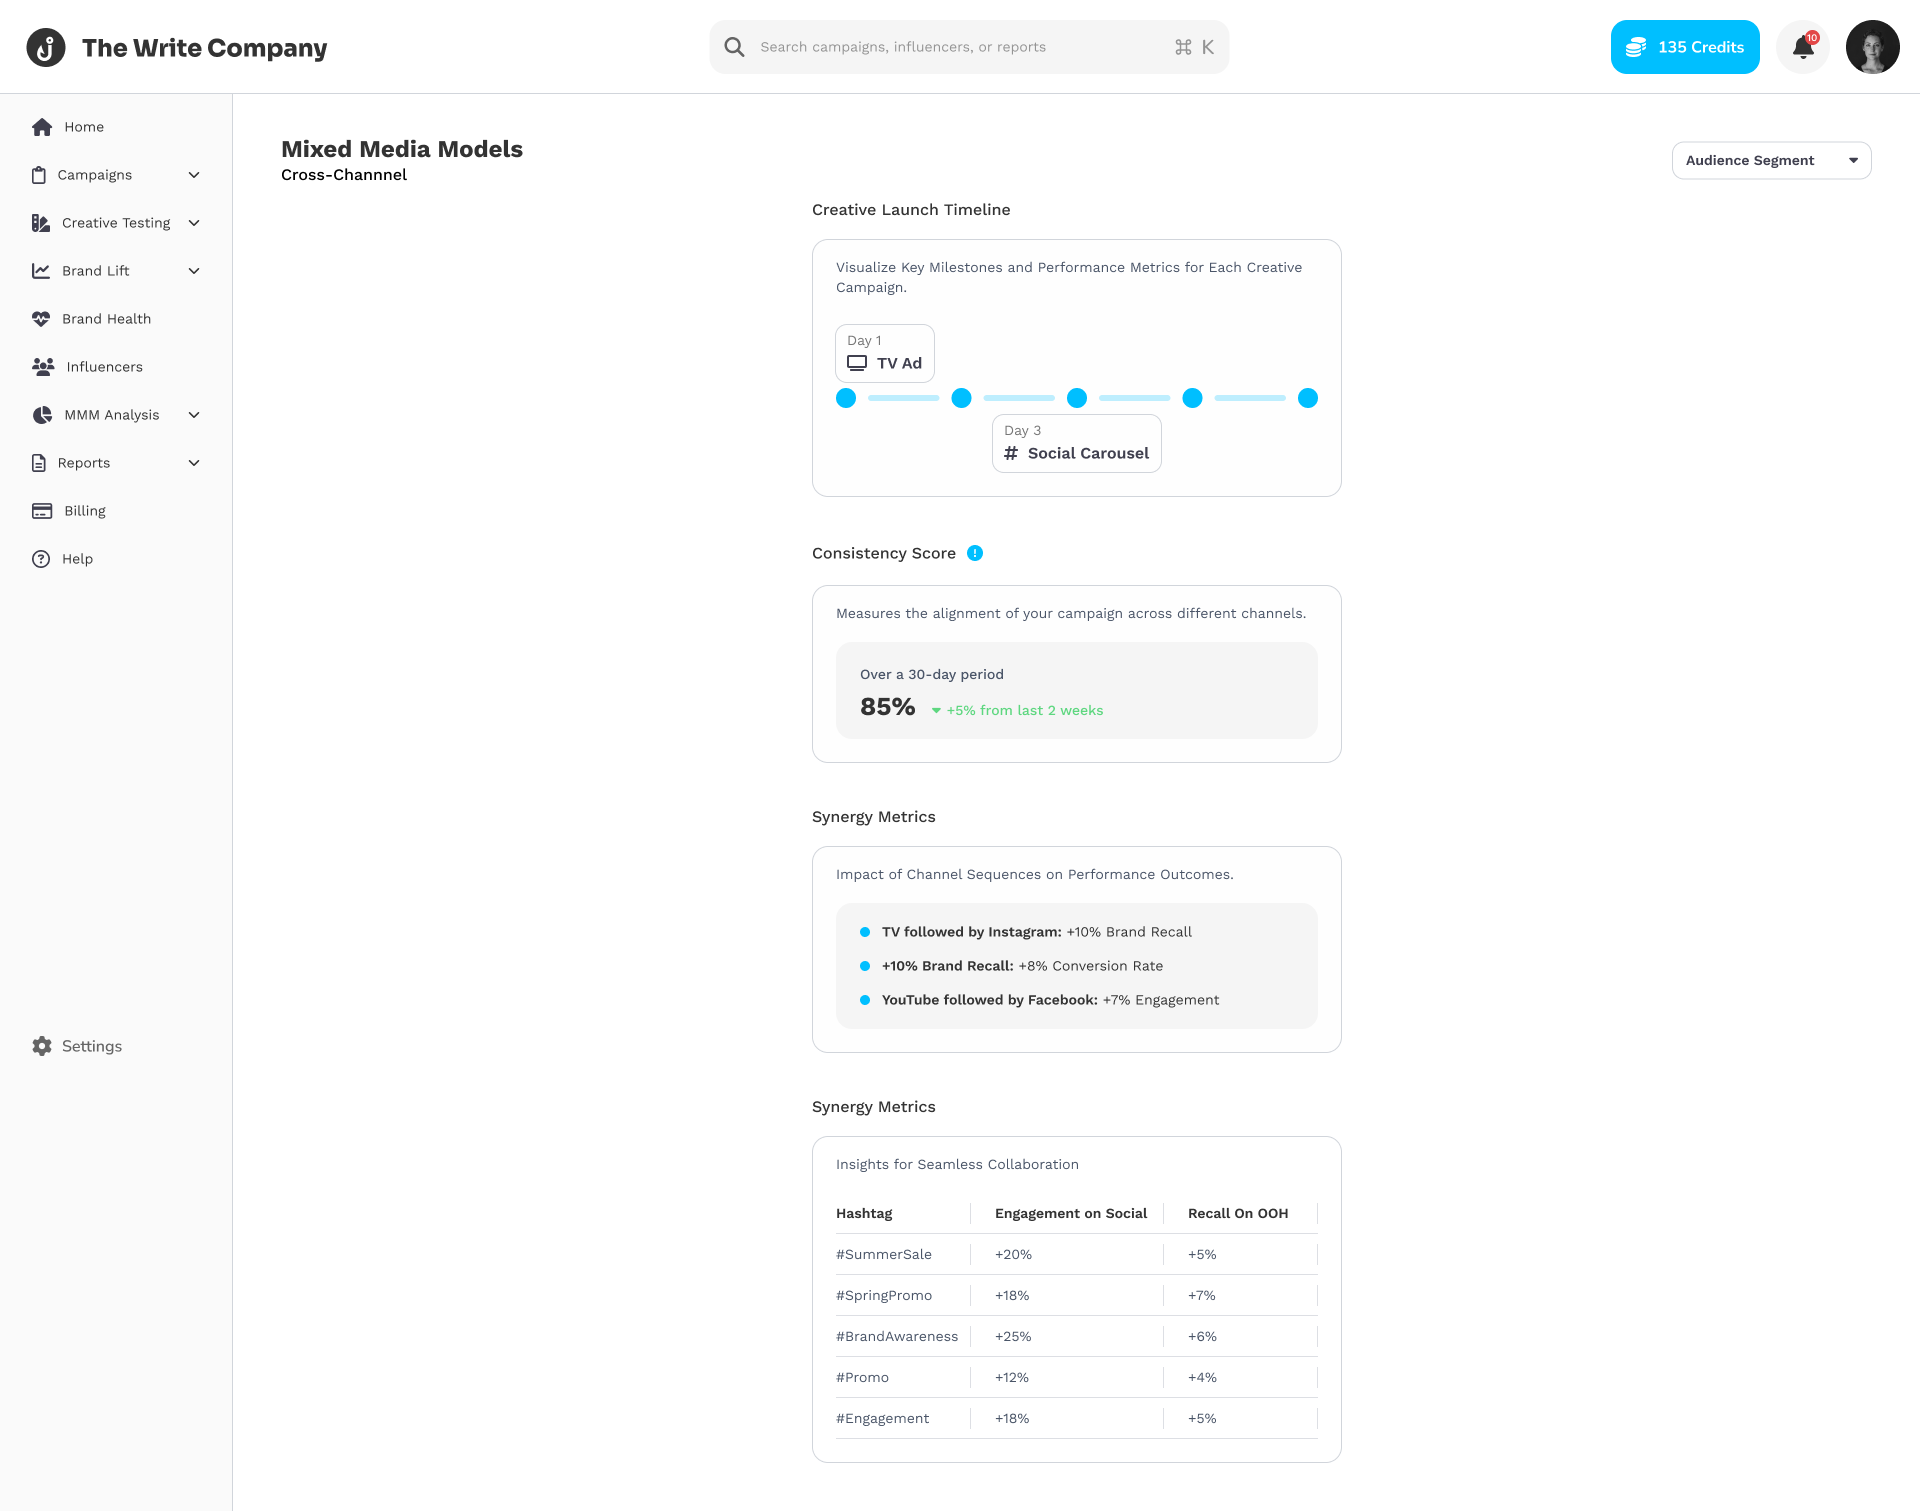 The Write Company
Search campaigns, influencers, or reports
⌘ K
135 Credits
10
Home
Campaigns
Creative Testing
Brand Lift
Brand Health
Influencers
MMM Analysis
Reports
Billing
Help
Settings
Mixed Media Models
Cross-Channnel
Audience Segment
Creative Launch Timeline
Visualize Key Milestones and Performance Metrics for Each Creative
Campaign.
Day 1
TV Ad
Day 3
# Social Carousel
Consistency Score
Measures the alignment of your campaign across different channels.
Over a 30-day period
85% +5% from last 2 weeks
Synergy Metrics
Impact of Channel Sequences on Performance Outcomes.
TV followed by Instagram: +10% Brand Recall
+10% Brand Recall: +8% Conversion Rate
YouTube followed by Facebook: +7% Engagement
Synergy Metrics
Insights for Seamless Collaboration
Hashtag Engagement on Social Recall On OOH
#SummerSale +20% +5%
#SpringPromo +18% +7%
#BrandAwareness +25% +6%
#Promo +12% +4%
#Engagement +18% +5%